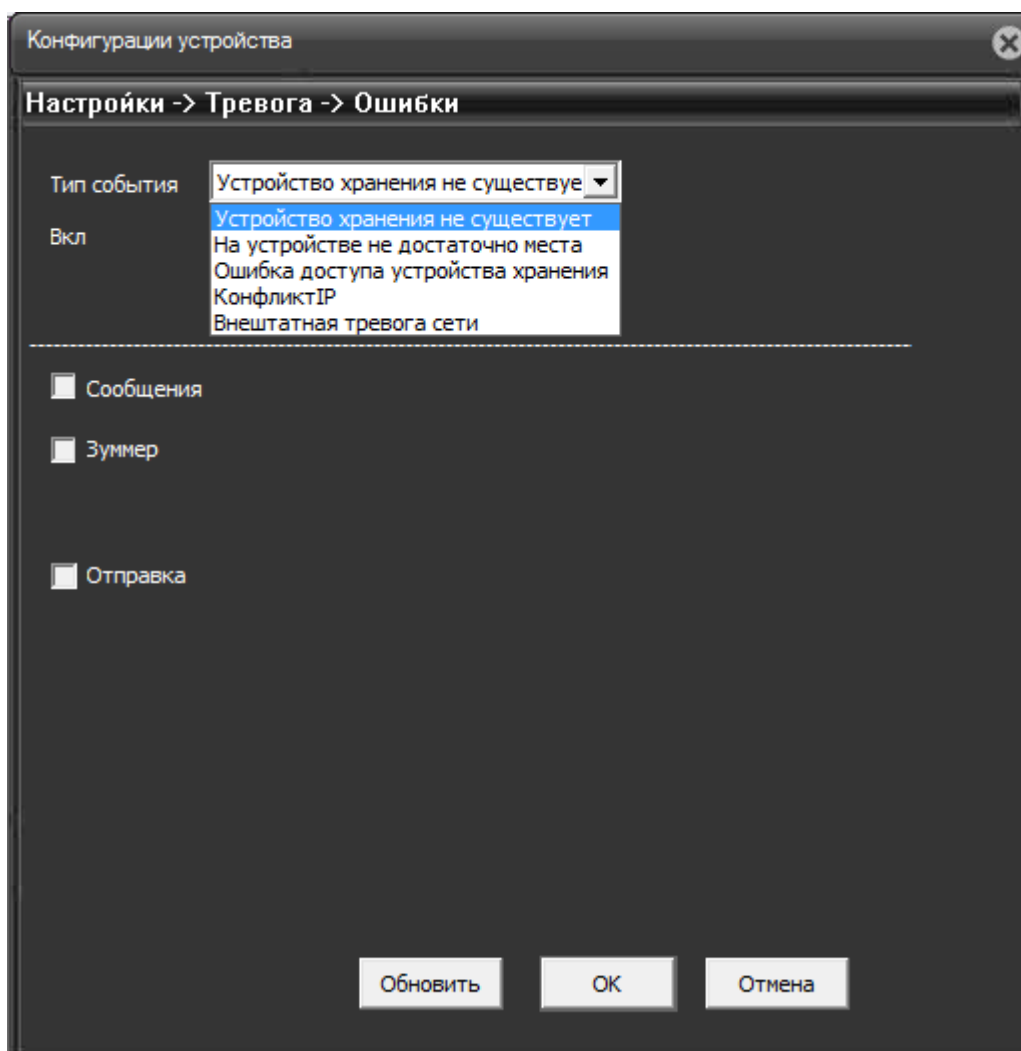 Конфигурации устройства
Настройки -> Тревога -> Ошибки
Тип события
Устройство хранения не существуе
Вкл
Устройство хранения не существует
На устройстве не достаточно места
Ошибка доступа устройства хранения
КонфликтIP
Внештатная тревога сети
Сообщения
Зуммер
Отправка
Обновить
OK
Отмена